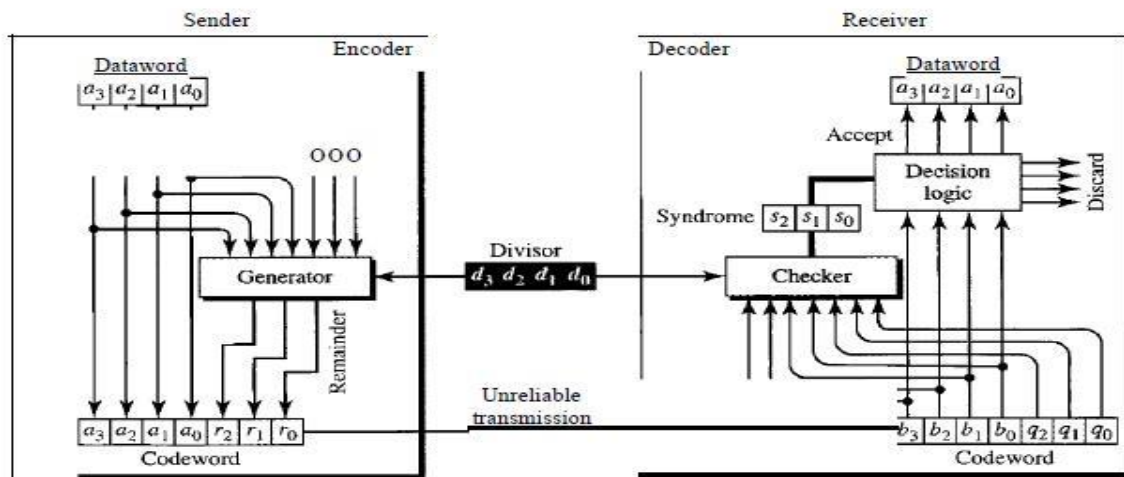 Sender
Receiver
Encoder
Decoder
Dataword
a3 a2 a1 a0
Dataword
a3 a2 a1 a0
Accept
OOO
Decision
logic
Discard
Syndrome
s2 s1 s0
Divisor
Generator
d3 d2 d1 d0
Checker
Remainder
Unreliable
transmission
a3 a2 a1 a0 r2 r1 r0
b3 b2 b1 b0 q2 q1 q0
Codeword
Codeword